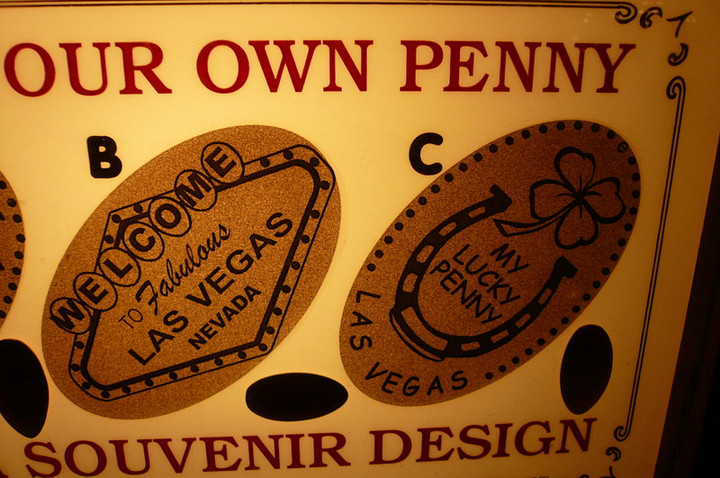 OUR OWN PENNY
B
WELCOME
TO Fabulous
LAS VEGAS
NEVADA
C
MY
LUCKY
PENNY
LAS VEGAS
SOUVENIR DESIGN